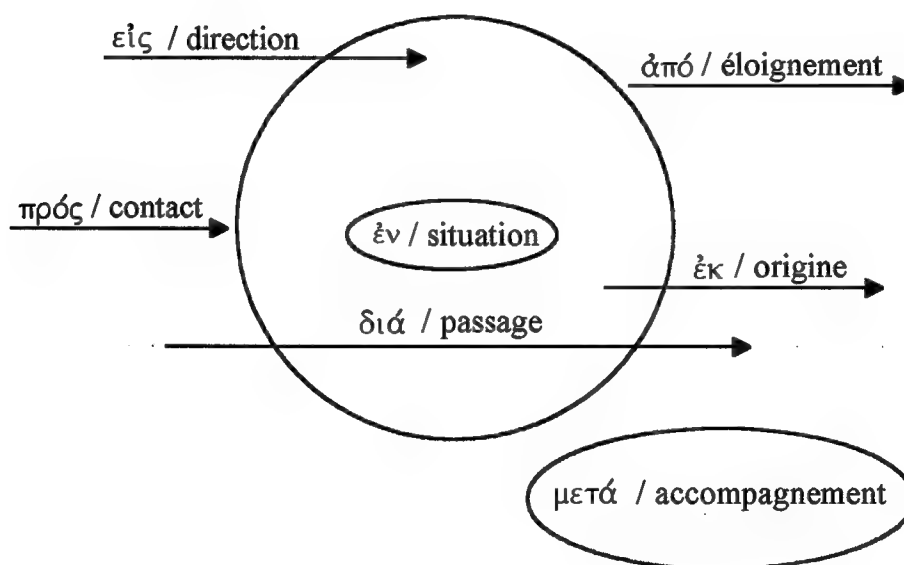 εἰς / direction
ἀπό / éloignement
πρός / contact
ἐν / situation
ἐκ / origine
διά / passage
μετά / accompagnement